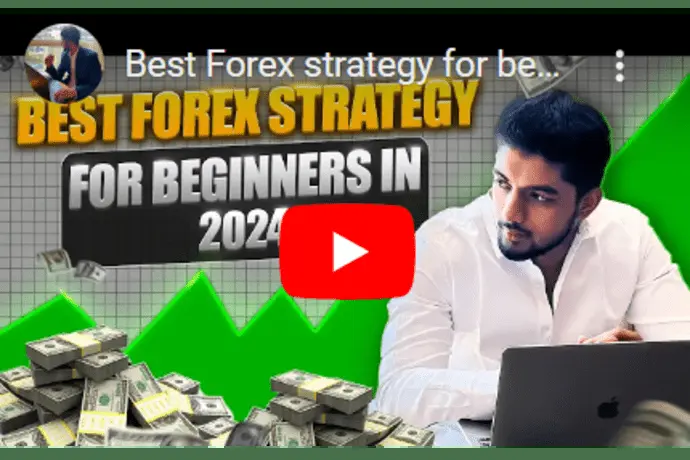 Best Forex strategy for be...
BEST FOREX STRATEGY
FOR BEGINNERS IN
2024